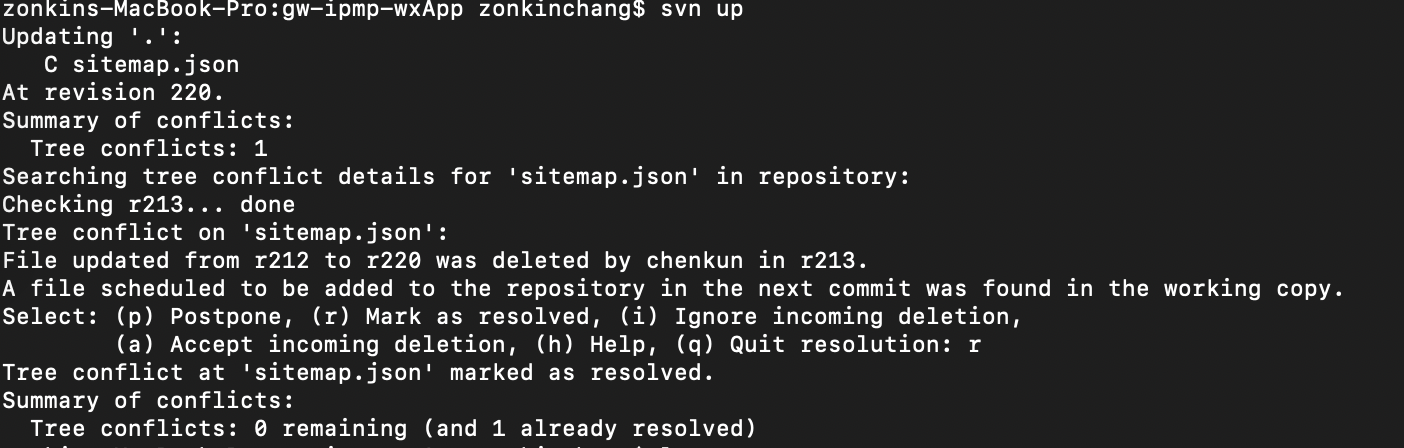 zonkins-MacBook-Pro:gw-ipmp-wxApp zonkinchang$ svn up
Updating '.':
   C sitemap.json
At revision 220.
Summary of conflicts:
  Tree conflicts: 1
Searching tree conflict details for 'sitemap.json' in repository:
Checking r213... done
Tree conflict on 'sitemap.json':
File updated from r212 to r220 was deleted by chenkun in r213.
A file scheduled to be added to the repository in the next commit was found in the working copy.
Select: (p) Postpone, (r) Mark as resolved, (i) Ignore incoming deletion,
        (a) Accept incoming deletion, (h) Help, (q) Quit resolution: r
Tree conflict at 'sitemap.json' marked as resolved.
Summary of conflicts:
  Tree conflicts: 0 remaining (and 1 already resolved)